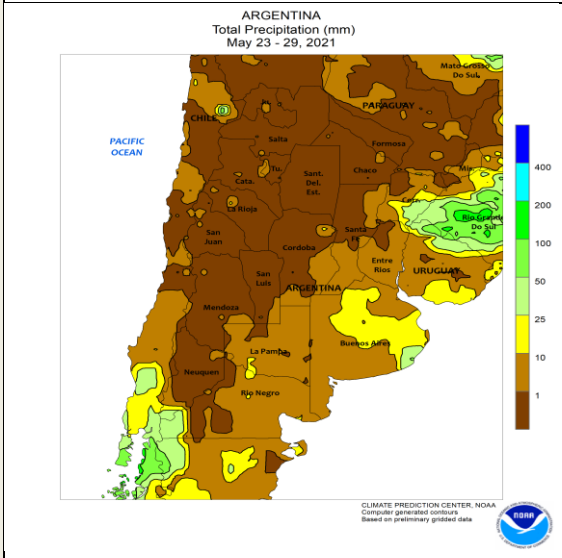 ARGENTINA
Total Precipitation (mm)
May 23 - 29, 2021
Mato Grosso
Do Sul
PARAGUAY
CHILE
PACIFIC
OCEAN
Salta
Formosa
Tu.
Chaco
Cata.
Sant.
Del.
Est.
La Rioja
Rio Grande
Do Sul
San
Juan
Santa
Cordoba
Entre
Rios
URUGUAY
San
Luis
ARGENTINA
Mendoza
Buenos Aires
La Pampa
Neuquen
Rio Negro
400
200
100
50
25
10
1
CLIMATE PREDICTION CENTER, NOAA
Computer generated contours
Based on preliminary gridded data
NOAA